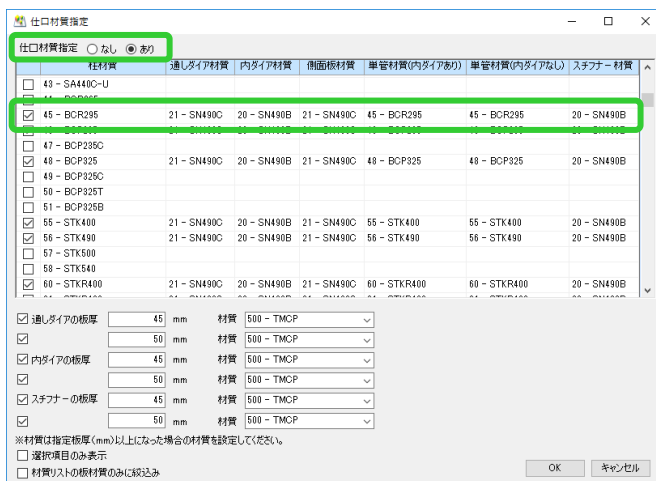 仕口材質指定
仕口材質指定 なし あり
柱材質 通しダイア材質 内ダイア材質 側面板材質 単管材質(内ダイアあり) 単管材質(内ダイアなし) スチフナー材質
43 - SA440C-U
45 - BCR295 21 - SN490C 20 - SN490B 21 - SN490C 45 - BCR295 45 - BCR295 20 - SN490B
47 - BCP235C
48 - BCP325 21 - SN490C 20 - SN490B 21 - SN490C 48 - BCP325 48 - BCP325 20 - SN490B
49 - BCP325C
50 - BCP325T
51 - BCP325B
55 - STK400 21 - SN490C 20 - SN490B 21 - SN490C 55 - STK400 55 - STK400 20 - SN490B
56 - STK490 21 - SN490C 20 - SN490B 21 - SN490C 56 - STK490 56 - STK490 20 - SN490B
57 - STK500
58 - STK540
60 - STKR400 21 - SN490C 20 - SN490B 21 - SN490C 60 - STKR400 60 - STKR400 20 - SN490B
通しダイアの板厚 45 mm 材質 500 - TMCP
50 mm 材質 500 - TMCP
内ダイアの板厚 45 mm 材質 500 - TMCP
50 mm 材質 500 - TMCP
スチフナーの板厚 45 mm 材質 500 - TMCP
50 mm 材質 500 - TMCP
※材質は指定板厚(mm)以上になった場合の材質を設定してください。
選択項目のみ表示
材質リストの板材質のみに絞込み
OK キャンセル